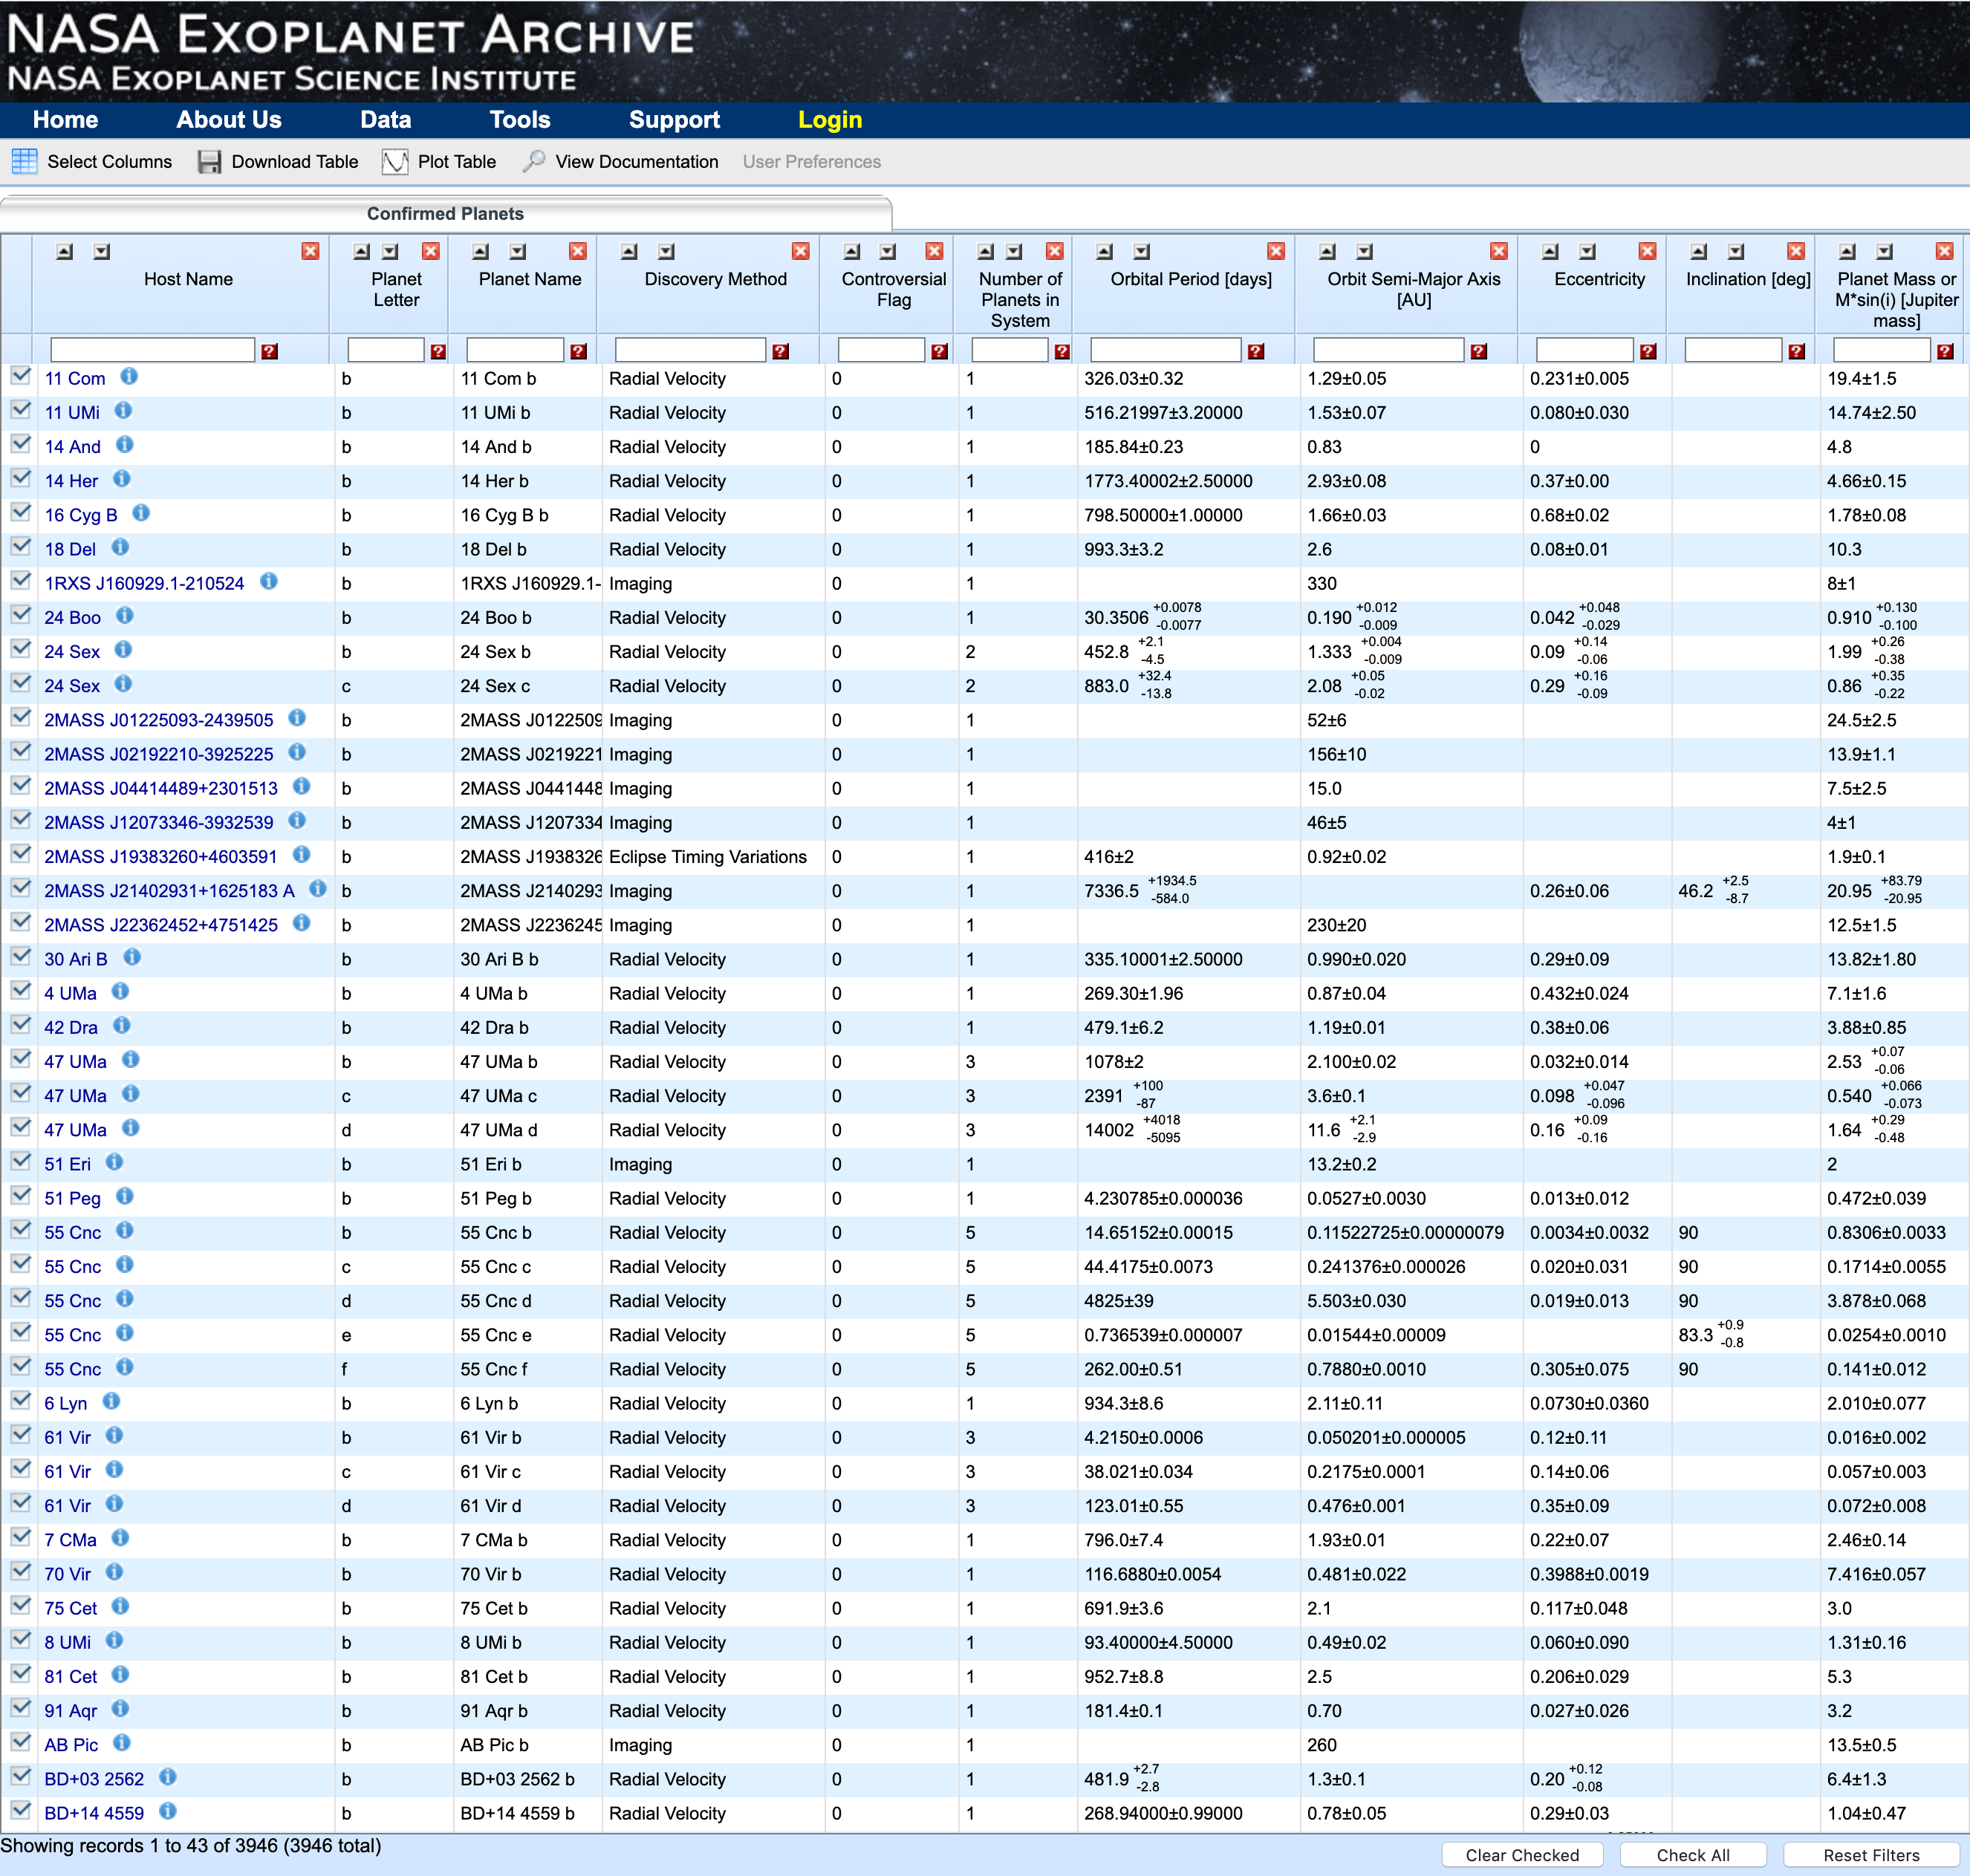 NASA EXOPLANET ARCHIVE
NASA EXOPLANET SCIENCE INSTITUTE
Home About Us Data Tools Support Login
Select Columns Download Table Plot Table View Documentation User Preferences
Confirmed Planets
Host Name Planet Letter Planet Name Discovery Method Controversial Flag Number of Planets in System Orbital Period [days] Orbit Semi-Major Axis [AU] Eccentricity Inclination [deg] Planet Mass or M*sin(i) [Jupiter mass]
11 Com b 11 Com b Radial Velocity 0 1 326.03±0.32 1.29±0.05 0.231±0.005 19.4±1.5
11 UMi b 11 UMi b Radial Velocity 0 1 516.21997±3.20000 1.53±0.07 0.080±0.030 14.74±2.50
14 And b 14 And b Radial Velocity 0 1 185.84±0.23 0.83 0 4.8
14 Her b 14 Her b Radial Velocity 0 1 1773.40002±2.50000 2.93±0.08 0.37±0.00 4.66±0.15
16 Cyg B b 16 Cyg B b Radial Velocity 0 1 798.50000±1.00000 1.66±0.03 0.68±0.02 1.78±0.08
18 Del b 18 Del b Radial Velocity 0 1 993.3±3.2 2.6 0.08±0.01 10.3
1RXS J160929.1-210524 b 1RXS J160929.1- Imaging 0 1 330 8±1
24 Boo b 24 Boo b Radial Velocity 0 1 30.3506 +0.0078 -0.0077 0.190 +0.012 -0.009 0.042 +0.048 -0.029 0.910 +0.130 -0.100
24 Sex b 24 Sex b Radial Velocity 0 2 452.8 +2.1 -4.5 1.333 +0.004 -0.009 0.09 +0.14 -0.06 1.99 +0.26 -0.38
24 Sex c 24 Sex c Radial Velocity 0 2 883.0 +32.4 -13.8 2.08 +0.05 -0.02 0.29 +0.16 -0.09 0.86 +0.35 -0.22
2MASS J01225093-2439505 b 2MASS J0122509 Imaging 0 1 52±6 24.5±2.5
2MASS J02192210-3925225 b 2MASS J0219221 Imaging 0 1 156±10 13.9±1.1
2MASS J04414489+2301513 b 2MASS J0441448 Imaging 0 1 15.0 7.5±2.5
2MASS J12073346-3932539 b 2MASS J1207334 Imaging 0 1 46±5 4±1
2MASS J19383260+4603591 b 2MASS J1938326 Eclipse Timing Variations 0 1 416±2 0.92±0.02 1.9±0.1
2MASS J21402931+1625183 A b 2MASS J2140293 Imaging 0 1 7336.5 +1934.5 -584.0 0.26±0.06 46.2 +2.5 -8.7 20.95 +83.79 -20.95
2MASS J22362452+4751425 b 2MASS J2236245 Imaging 0 1 230±20 12.5±1.5
30 Ari B b 30 Ari B b Radial Velocity 0 1 335.10001±2.50000 0.990±0.020 0.29±0.09 13.82±1.80
4 UMa b 4 UMa b Radial Velocity 0 1 269.30±1.96 0.87±0.04 0.432±0.024 7.1±1.6
42 Dra b 42 Dra b Radial Velocity 0 1 479.1±6.2 1.19±0.01 0.38±0.06 3.88±0.85
47 UMa b 47 UMa b Radial Velocity 0 3 1078±2 2.100±0.02 0.032±0.014 2.53 +0.07 -0.06
47 UMa c 47 UMa c Radial Velocity 0 3 2391 +100 -87 3.6±0.1 0.098 +0.047 -0.096 0.540 +0.066 -0.073
47 UMa d 47 UMa d Radial Velocity 0 3 14002 +4018 -5095 11.6 +2.1 -2.9 0.16 +0.09 -0.16 1.64 +0.29 -0.48
51 Eri b 51 Eri b Imaging 0 1 13.2±0.2 2
51 Peg b 51 Peg b Radial Velocity 0 1 4.230785±0.000036 0.0527±0.0030 0.013±0.012 0.472±0.039
55 Cnc b 55 Cnc b Radial Velocity 0 5 14.65152±0.00015 0.11522725±0.00000079 0.0034±0.0032 90 0.8306±0.0033
55 Cnc c 55 Cnc c Radial Velocity 0 5 44.4175±0.0073 0.241376±0.000026 0.020±0.031 90 0.1714±0.0055
55 Cnc d 55 Cnc d Radial Velocity 0 5 4825±39 5.503±0.030 0.019±0.013 90 3.878±0.068
55 Cnc e 55 Cnc e Radial Velocity 0 5 0.736539±0.000007 0.01544±0.00009 83.3 +0.9 -0.8 0.0254±0.0010
55 Cnc f 55 Cnc f Radial Velocity 0 5 262.00±0.51 0.7880±0.0010 0.305±0.075 90 0.141±0.012
6 Lyn b 6 Lyn b Radial Velocity 0 1 934.3±8.6 2.11±0.11 0.0730±0.0360 2.010±0.077
61 Vir b 61 Vir b Radial Velocity 0 3 4.2150±0.0006 0.050201±0.000005 0.12±0.11 0.016±0.002
61 Vir c 61 Vir c Radial Velocity 0 3 38.021±0.034 0.2175±0.0001 0.14±0.06 0.057±0.003
61 Vir d 61 Vir d Radial Velocity 0 3 123.01±0.55 0.476±0.001 0.35±0.09 0.072±0.008
7 CMa b 7 CMa b Radial Velocity 0 1 796.0±7.4 1.93±0.01 0.22±0.07 2.46±0.14
70 Vir b 70 Vir b Radial Velocity 0 1 116.6880±0.0054 0.481±0.022 0.3988±0.0019 7.416±0.057
75 Cet b 75 Cet b Radial Velocity 0 1 691.9±3.6 2.1 0.117±0.048 3.0
8 UMi b 8 UMi b Radial Velocity 0 1 93.40000±4.50000 0.49±0.02 0.060±0.090 1.31±0.16
81 Cet b 81 Cet b Radial Velocity 0 1 952.7±8.8 2.5 0.206±0.029 5.3
91 Aqr b 91 Aqr b Radial Velocity 0 1 181.4±0.1 0.70 0.027±0.026 3.2
AB Pic b AB Pic b Imaging 0 1 260 13.5±0.5
BD+03 2562 b BD+03 2562 b Radial Velocity 0 1 481.9 +2.7 -2.8 1.3±0.1 0.20 +0.12 -0.08 6.4±1.3
BD+14 4559 b BD+14 4559 b Radial Velocity 0 1 268.94000±0.99000 0.78±0.05 0.29±0.03 1.04±0.47
Showing records 1 to 43 of 3946 (3946 total)
Clear Checked Check All Reset Filters